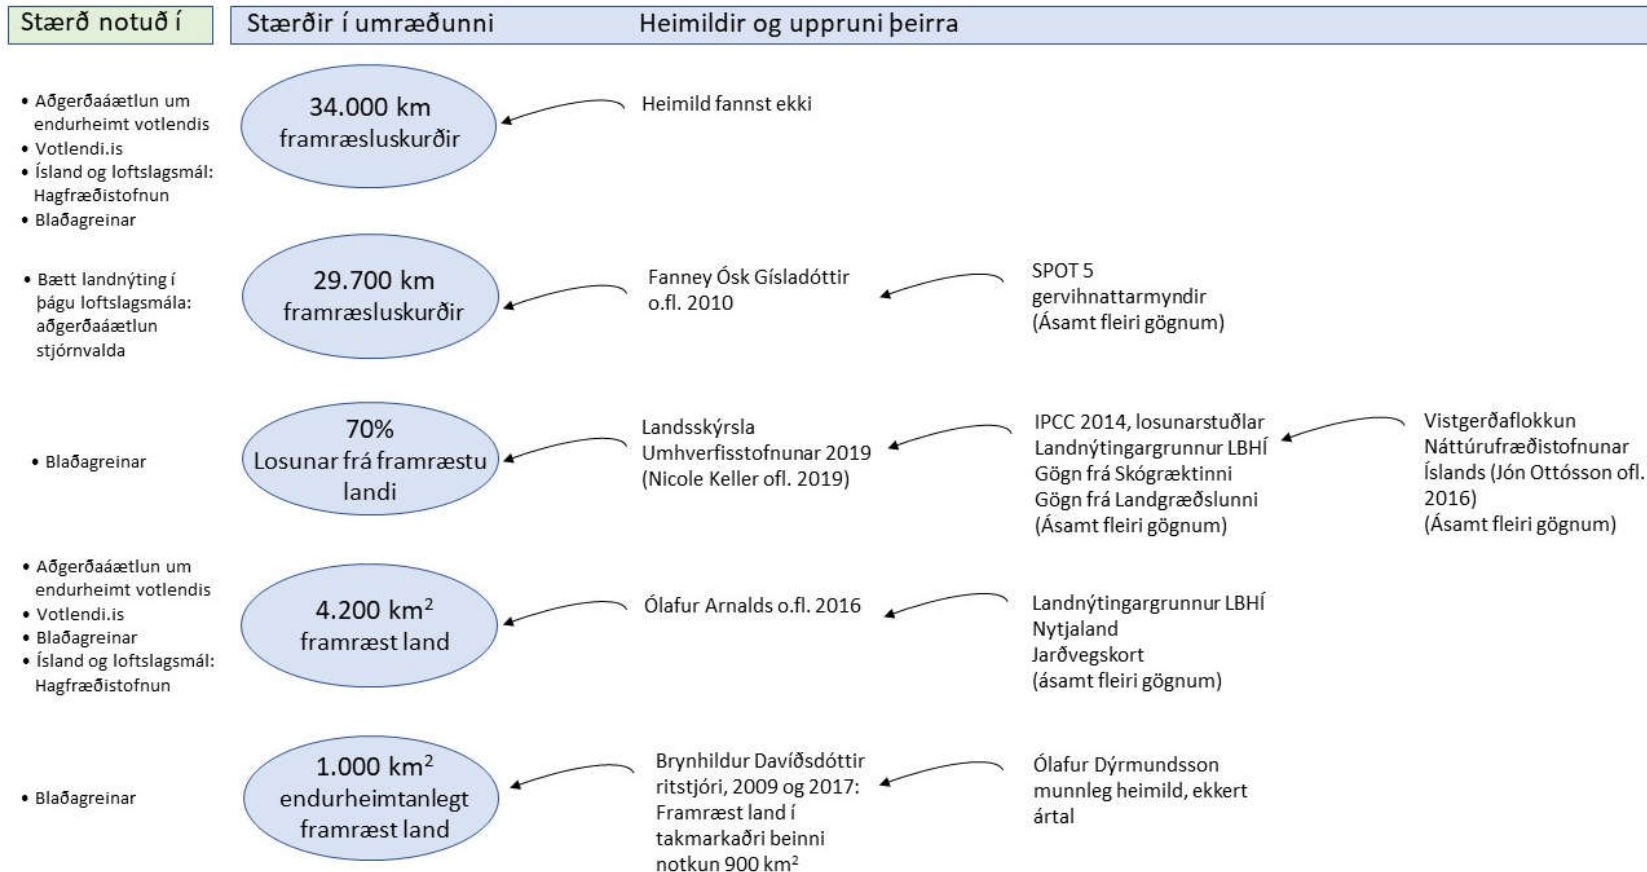 Stærð notuð í
Stærðir í umræðunni
Heimildir og uppruni þeirra
• Aðgerðaáætlun um
endurheimt votlendis
• Votlendi.is
• Ísland og loftslagsmál:
Hagfræðistofnun
• Blaðagreinar
34.000 km
framræsluskurðir
Heimild fannst ekki
• Bætt landnýting í
þágu loftslagsmála:
aðgerðaáætlun
stjórnvalda
29.700 km
framræsluskurðir
Fanney Ósk Gísladóttir
o.fl. 2010
SPOT 5
gervihnattarmyndir
(Ásamt fleiri gögnum)
• Blaðagreinar
70%
Losunar frá framræstu
landi
Landsskýrsla
Umhverfisstofnunar 2019
(Nicole Keller ofl. 2019)
IPCC 2014, losunarstuðlar
Landnýtingargrunnur LBHÍ
Gögn frá Skógræktinni
Gögn frá Landgræðslunni
(Ásamt fleiri gögnum)
Vistgerðaflokkun
Náttúrufræðistofnunar
Íslands (Jón Ottósson ofl.
2016)
(Ásamt fleiri gögnum)
• Aðgerðaáætlun um
endurheimt votlendis
• Votlendi.is
• Blaðagreinar
• Ísland og loftslagsmál:
Hagfræðistofnun
4.200 km²
framræst land
Ólafur Arnalds o.fl. 2016
Landnýtingargrunnur LBHÍ
Nytjaland
Jarðvegskort
(ásamt fleiri gögnum)
• Blaðagreinar
1.000 km²
endurheimtanlegt
framræst land
Brynhildur Davíðsdóttir
ritstjóri, 2009 og 2017:
Framræst land í
takmarkaðri beinni
notkun 900 km²
Ólafur Dýrmundsson
munnleg heimild, ekkert
ártal